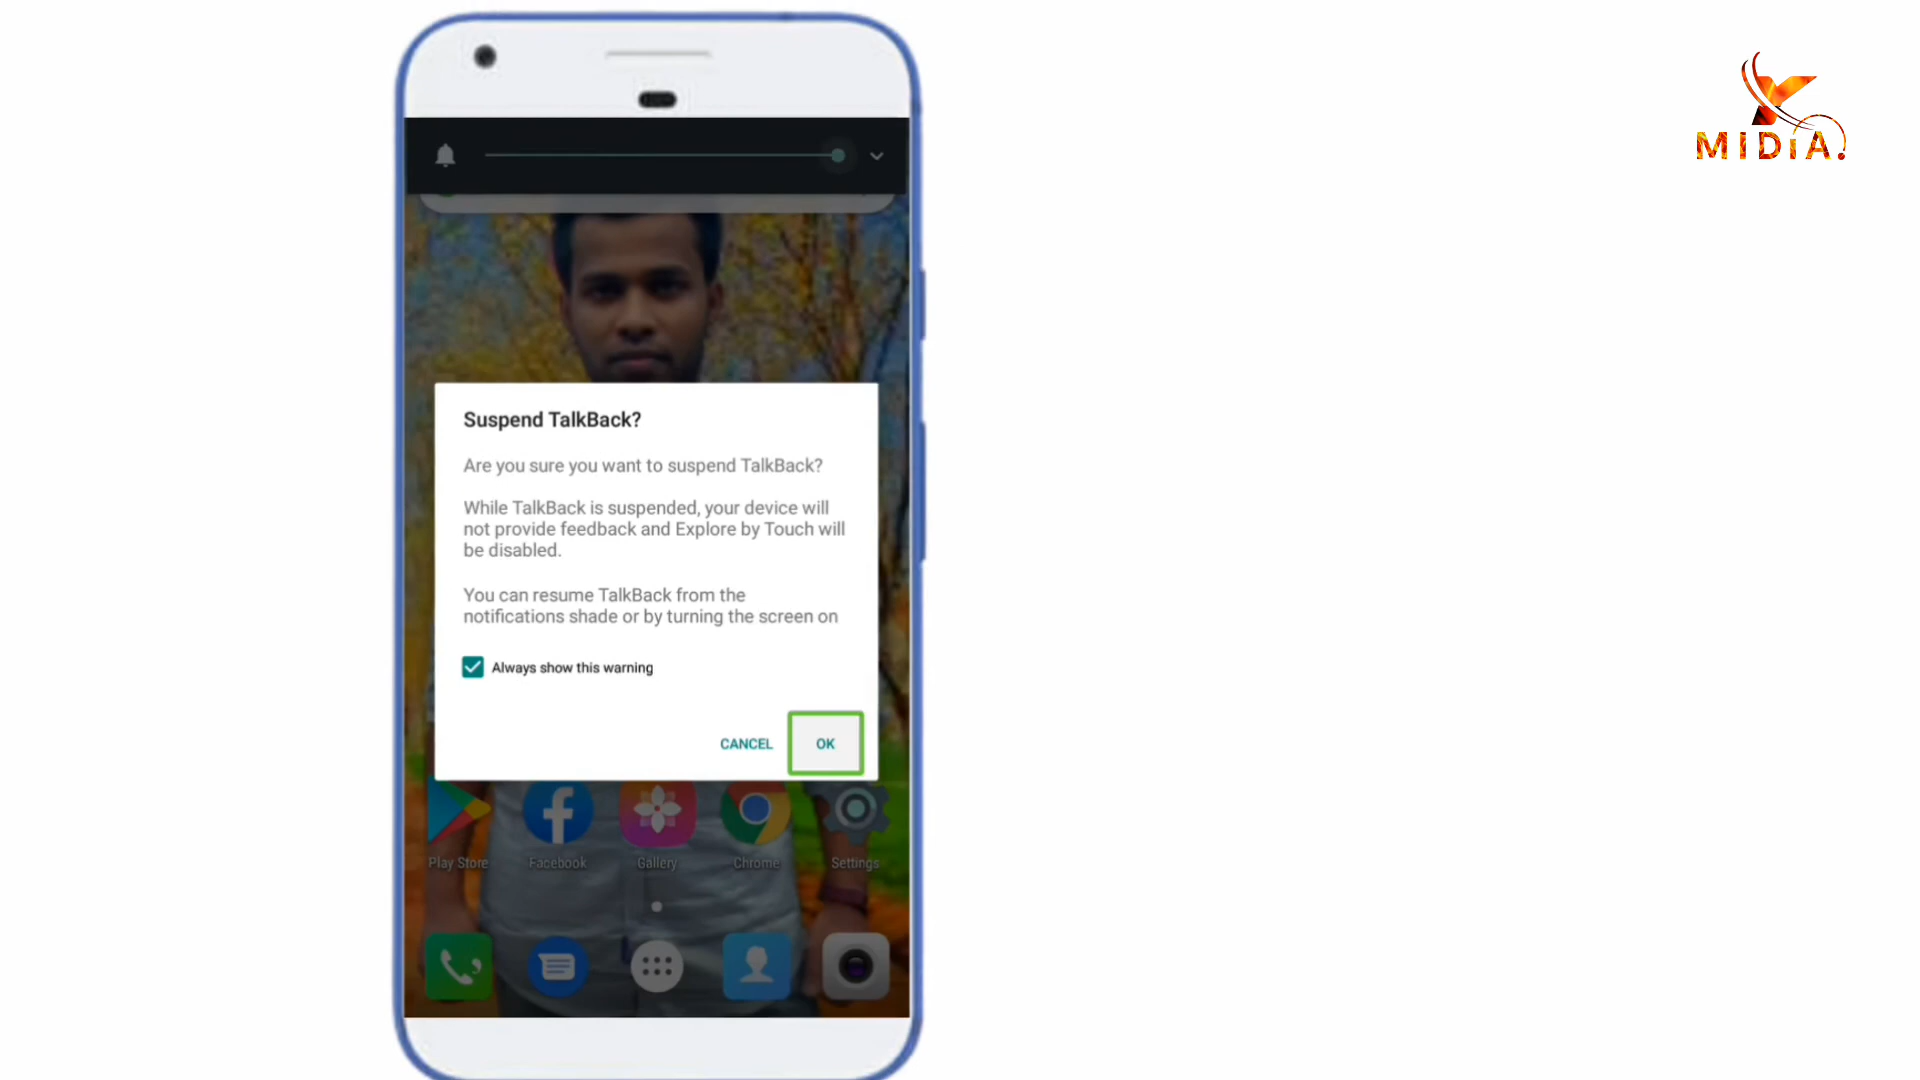 MIDiA.
Suspend TalkBack?
Are you sure you want to suspend TalkBack?
While TalkBack is suspended, your device will
not provide feedback and Explore by Touch will
be disabled.
You can resume TalkBack from the
notifications shade or by turning the screen on
Always show this warning
CANCEL OK
Play Store Facebook Gallery Chrome Settings